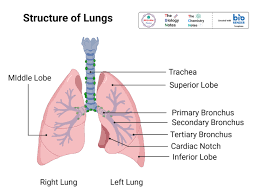 Structure of Lungs
The
Biology
Notes
The
Chemistry
Notes
bio
Trachea
Middle Lobe
Superior Lobe
Primary Bronchus
Secondary Bronchus
Tertiary Bronchus
Cardiac Notch
Inferior Lobe
Right Lung
Left Lung